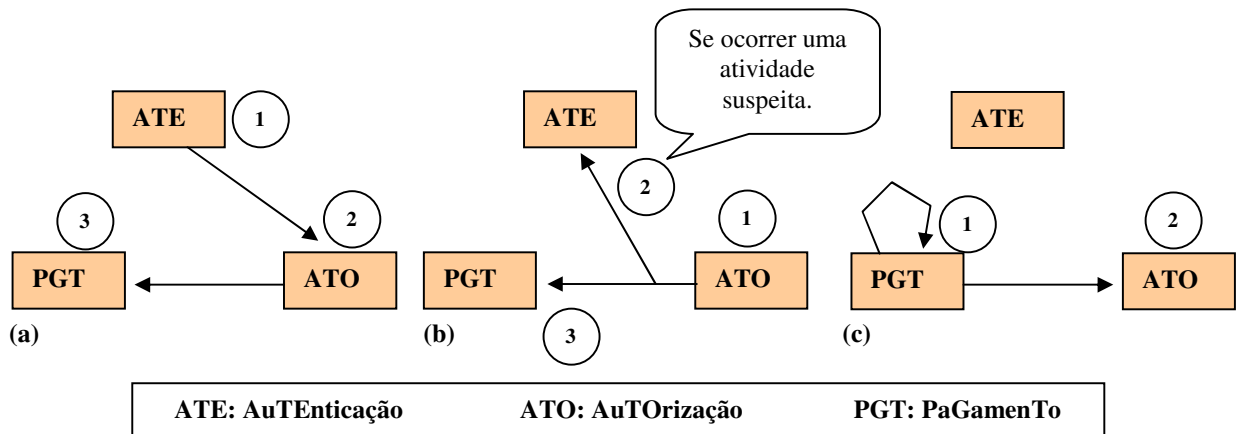 Se ocorrer uma
atividade
suspeita.
ATE
1
ATE
ATE
2
3
2
1
1
2
PGT
ATO
PGT
ATO
PGT
ATO
(a)
(b)
3
(c)
ATE: AuTEnticação ATO: AuTOrização PGT: PaGamenTo